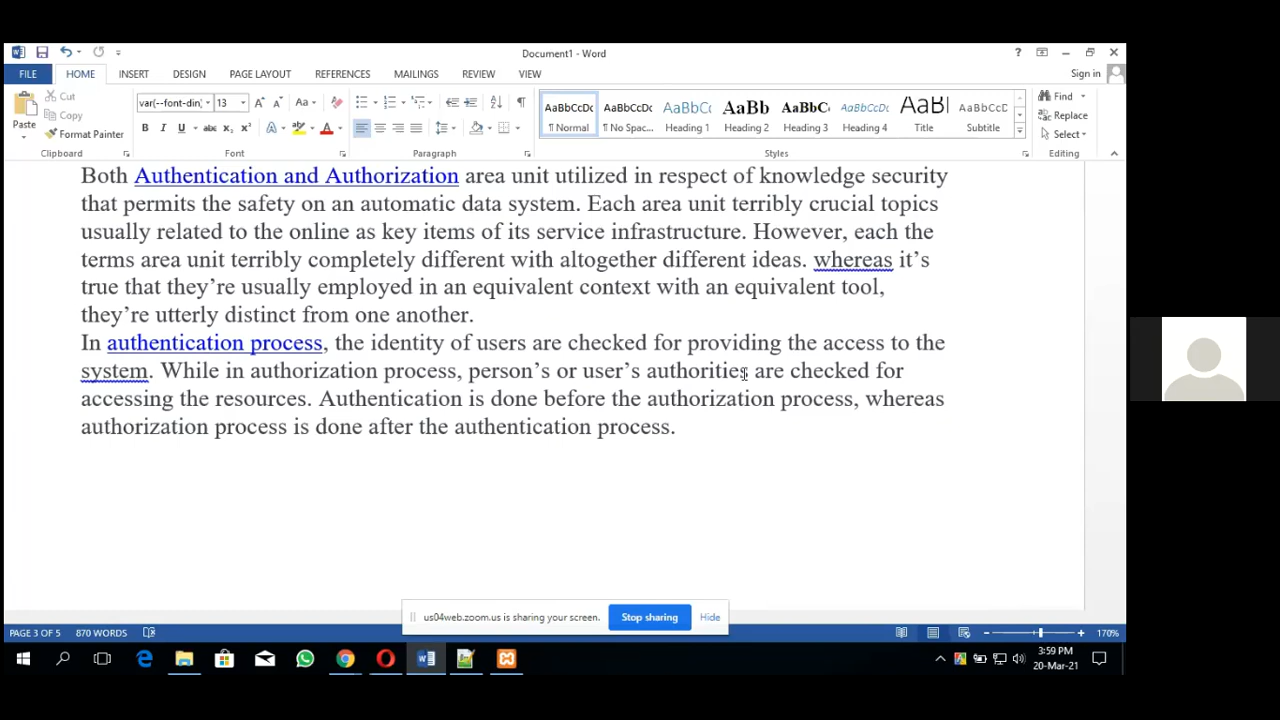 Document1 - Word
?
FILE HOME INSERT DESIGN PAGE LAYOUT REFERENCES MAILINGS REVIEW VIEW Sign in
Paste
Cut
Copy
Format Painter
var(--font-din, 13
Aa
B I U abc x₂ x²
AaBbCcDc AaBbCcDc AaBbC( AaBb AaBbC( AaBbCcDc AaB AaBbCcD
¶ Normal ¶ No Spac... Heading 1 Heading 2 Heading 3 Heading 4 Title Subtitle
Find
Replace
Select
Clipboard Font Paragraph Styles Editing
Both Authentication and Authorization area unit utilized in respect of knowledge security
that permits the safety on an automatic data system. Each area unit terribly crucial topics
usually related to the online as key items of its service infrastructure. However, each the
terms area unit terribly completely different with altogether different ideas. whereas it’s
true that they’re usually employed in an equivalent context with an equivalent tool,
they’re utterly distinct from one another.
In authentication process, the identity of users are checked for providing the access to the
system. While in authorization process, person’s or user’s authorities are checked for
accessing the resources. Authentication is done before the authorization process, whereas
authorization process is done after the authentication process.
us04web.zoom.us is sharing your screen. Stop sharing Hide
PAGE 3 OF 5 870 WORDS 170%
3:59 PM
20-Mar-21